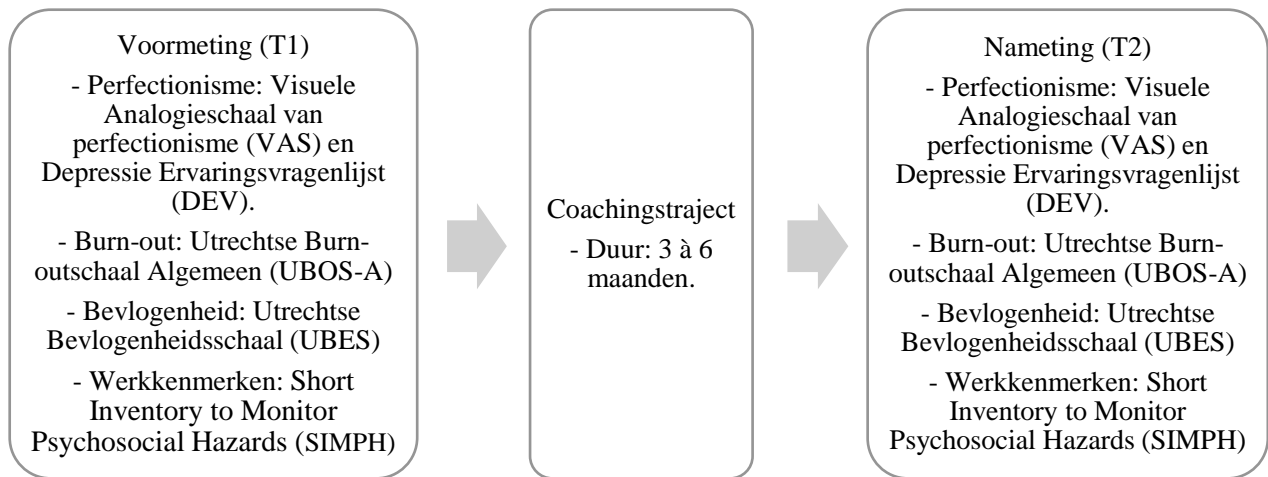 Voormeting (T1)
- Perfectionisme: Visuele
Analogieschaal van
perfectionisme (VAS) en
Depressie Ervaringsvragenlijst
(DEV).
- Burn-out: Utrechtse Burn-
outschaal Algemeen (UBOS-A)
- Bevlogenheid: Utrechtse
Bevlogenheidsschaal (UBES)
- Werkkenmerken: Short
Inventory to Monitor
Psychosocial Hazards (SIMPH)
Coachingstraject
- Duur: 3 à 6
maanden.
Nameting (T2)
- Perfectionisme: Visuele
Analogieschaal van
perfectionisme (VAS) en
Depressie Ervaringsvragenlijst
(DEV).
- Burn-out: Utrechtse Burn-
outschaal Algemeen (UBOS-A)
- Bevlogenheid: Utrechtse
Bevlogenheidsschaal (UBES)
- Werkkenmerken: Short
Inventory to Monitor
Psychosocial Hazards (SIMPH)